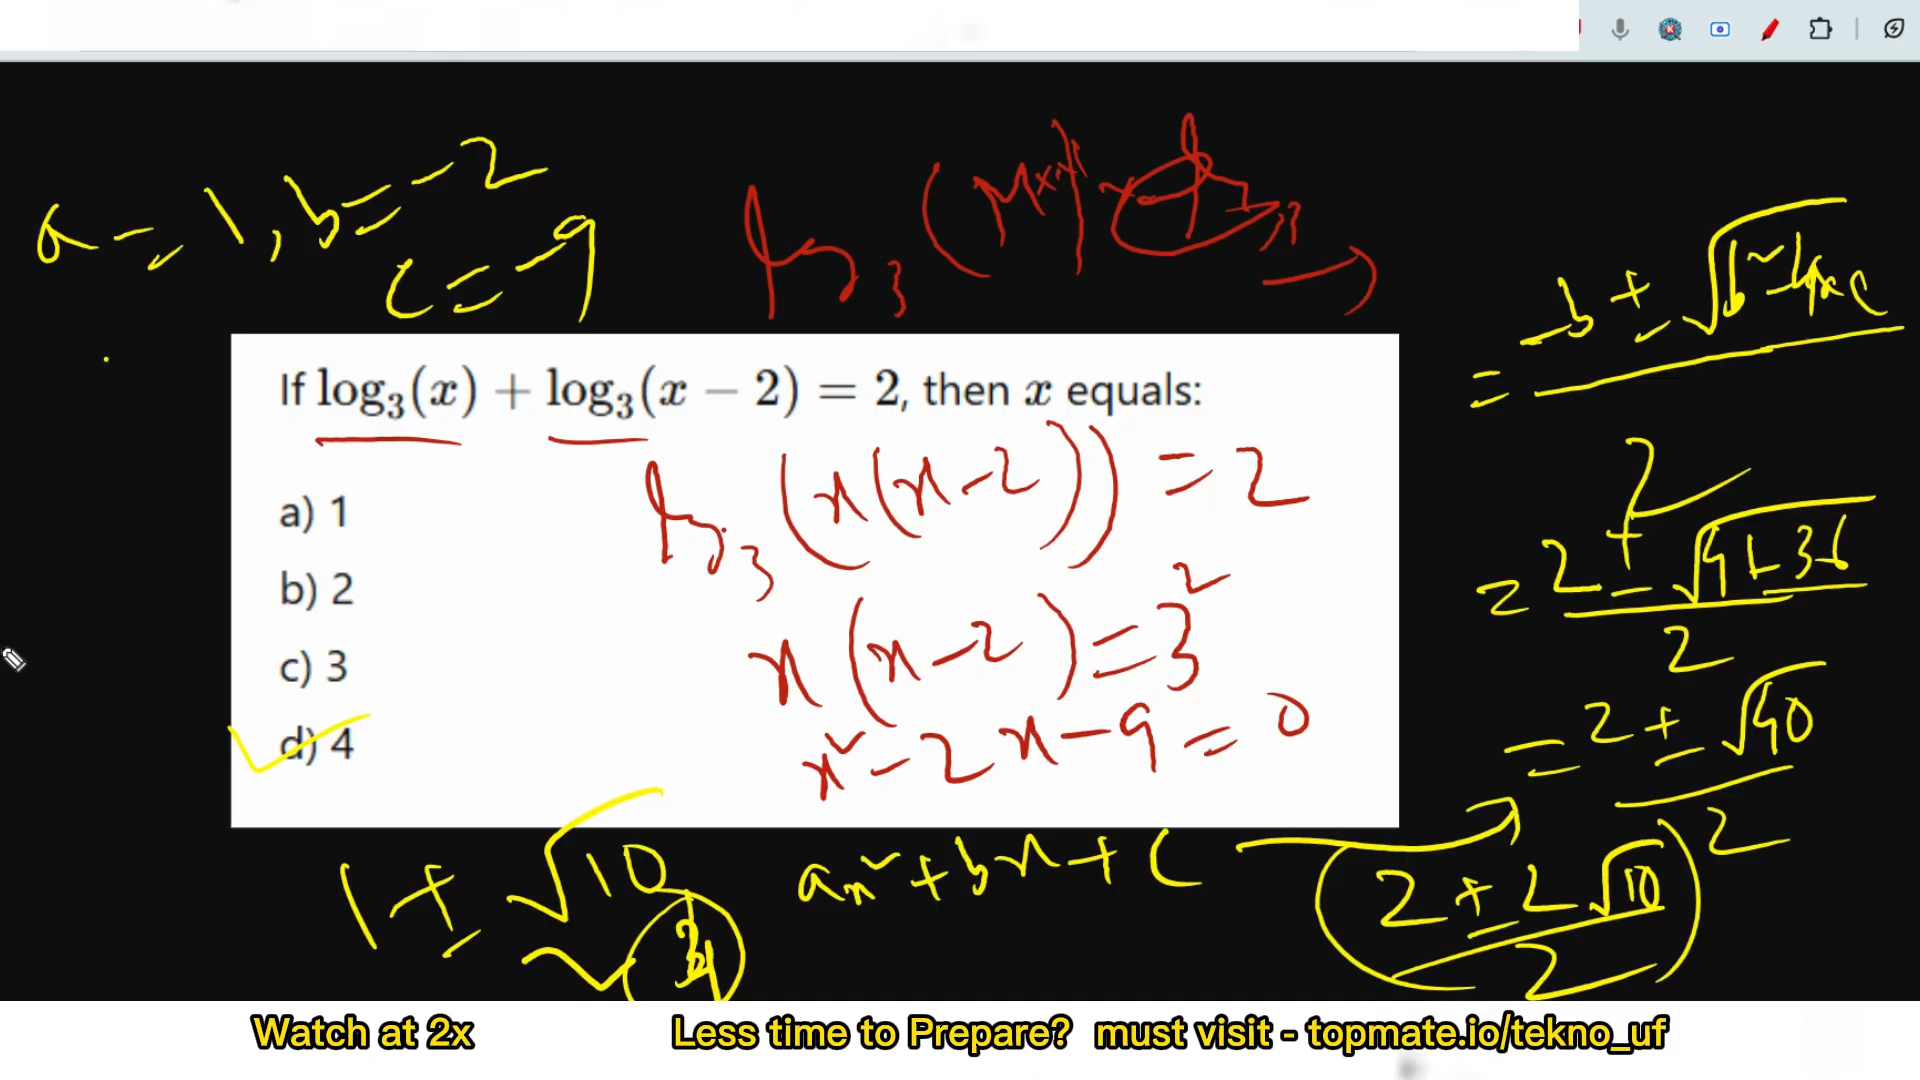 a = 1, b = -2
c = -9
log3 (M×N)
-b ± √b² - 4ac
=
2
If log₃(x) + log₃(x − 2) = 2, then x equals:
log3 (x(x-2)) = 2
a) 1
b) 2
x (x-2) = 3²
c) 3
x² - 2x - 9 = 0
d) 4
= 2 ± √4+36
2
= 2 ± √40
2
ax² + bx + c
2 ± 2√10
2
1 ± √10
Watch at 2x
Less time to Prepare? must visit - topmate.io/tekno_uf